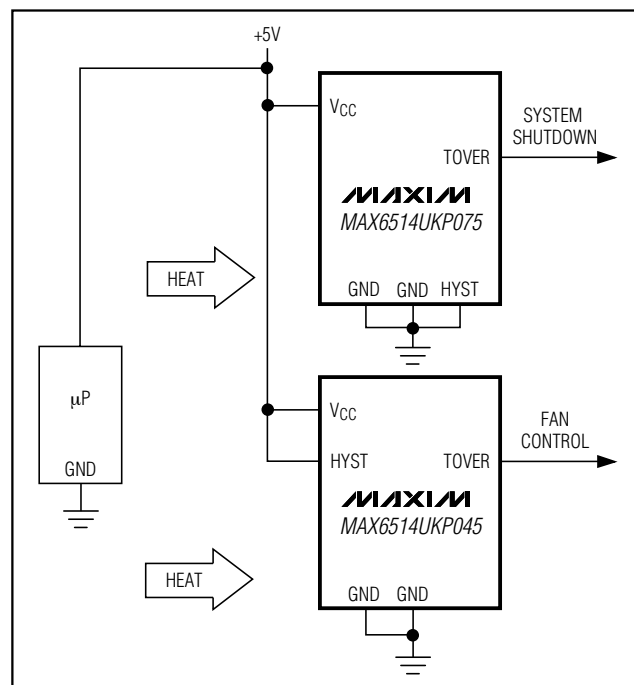 +5V
VCC
TOVER
SYSTEM
SHUTDOWN
MAXIM
MAX6514UKP075
HEAT
GND
GND
HYST
μP
GND
VCC
HYST
TOVER
FAN
CONTROL
MAXIM
MAX6514UKP045
HEAT
GND
GND